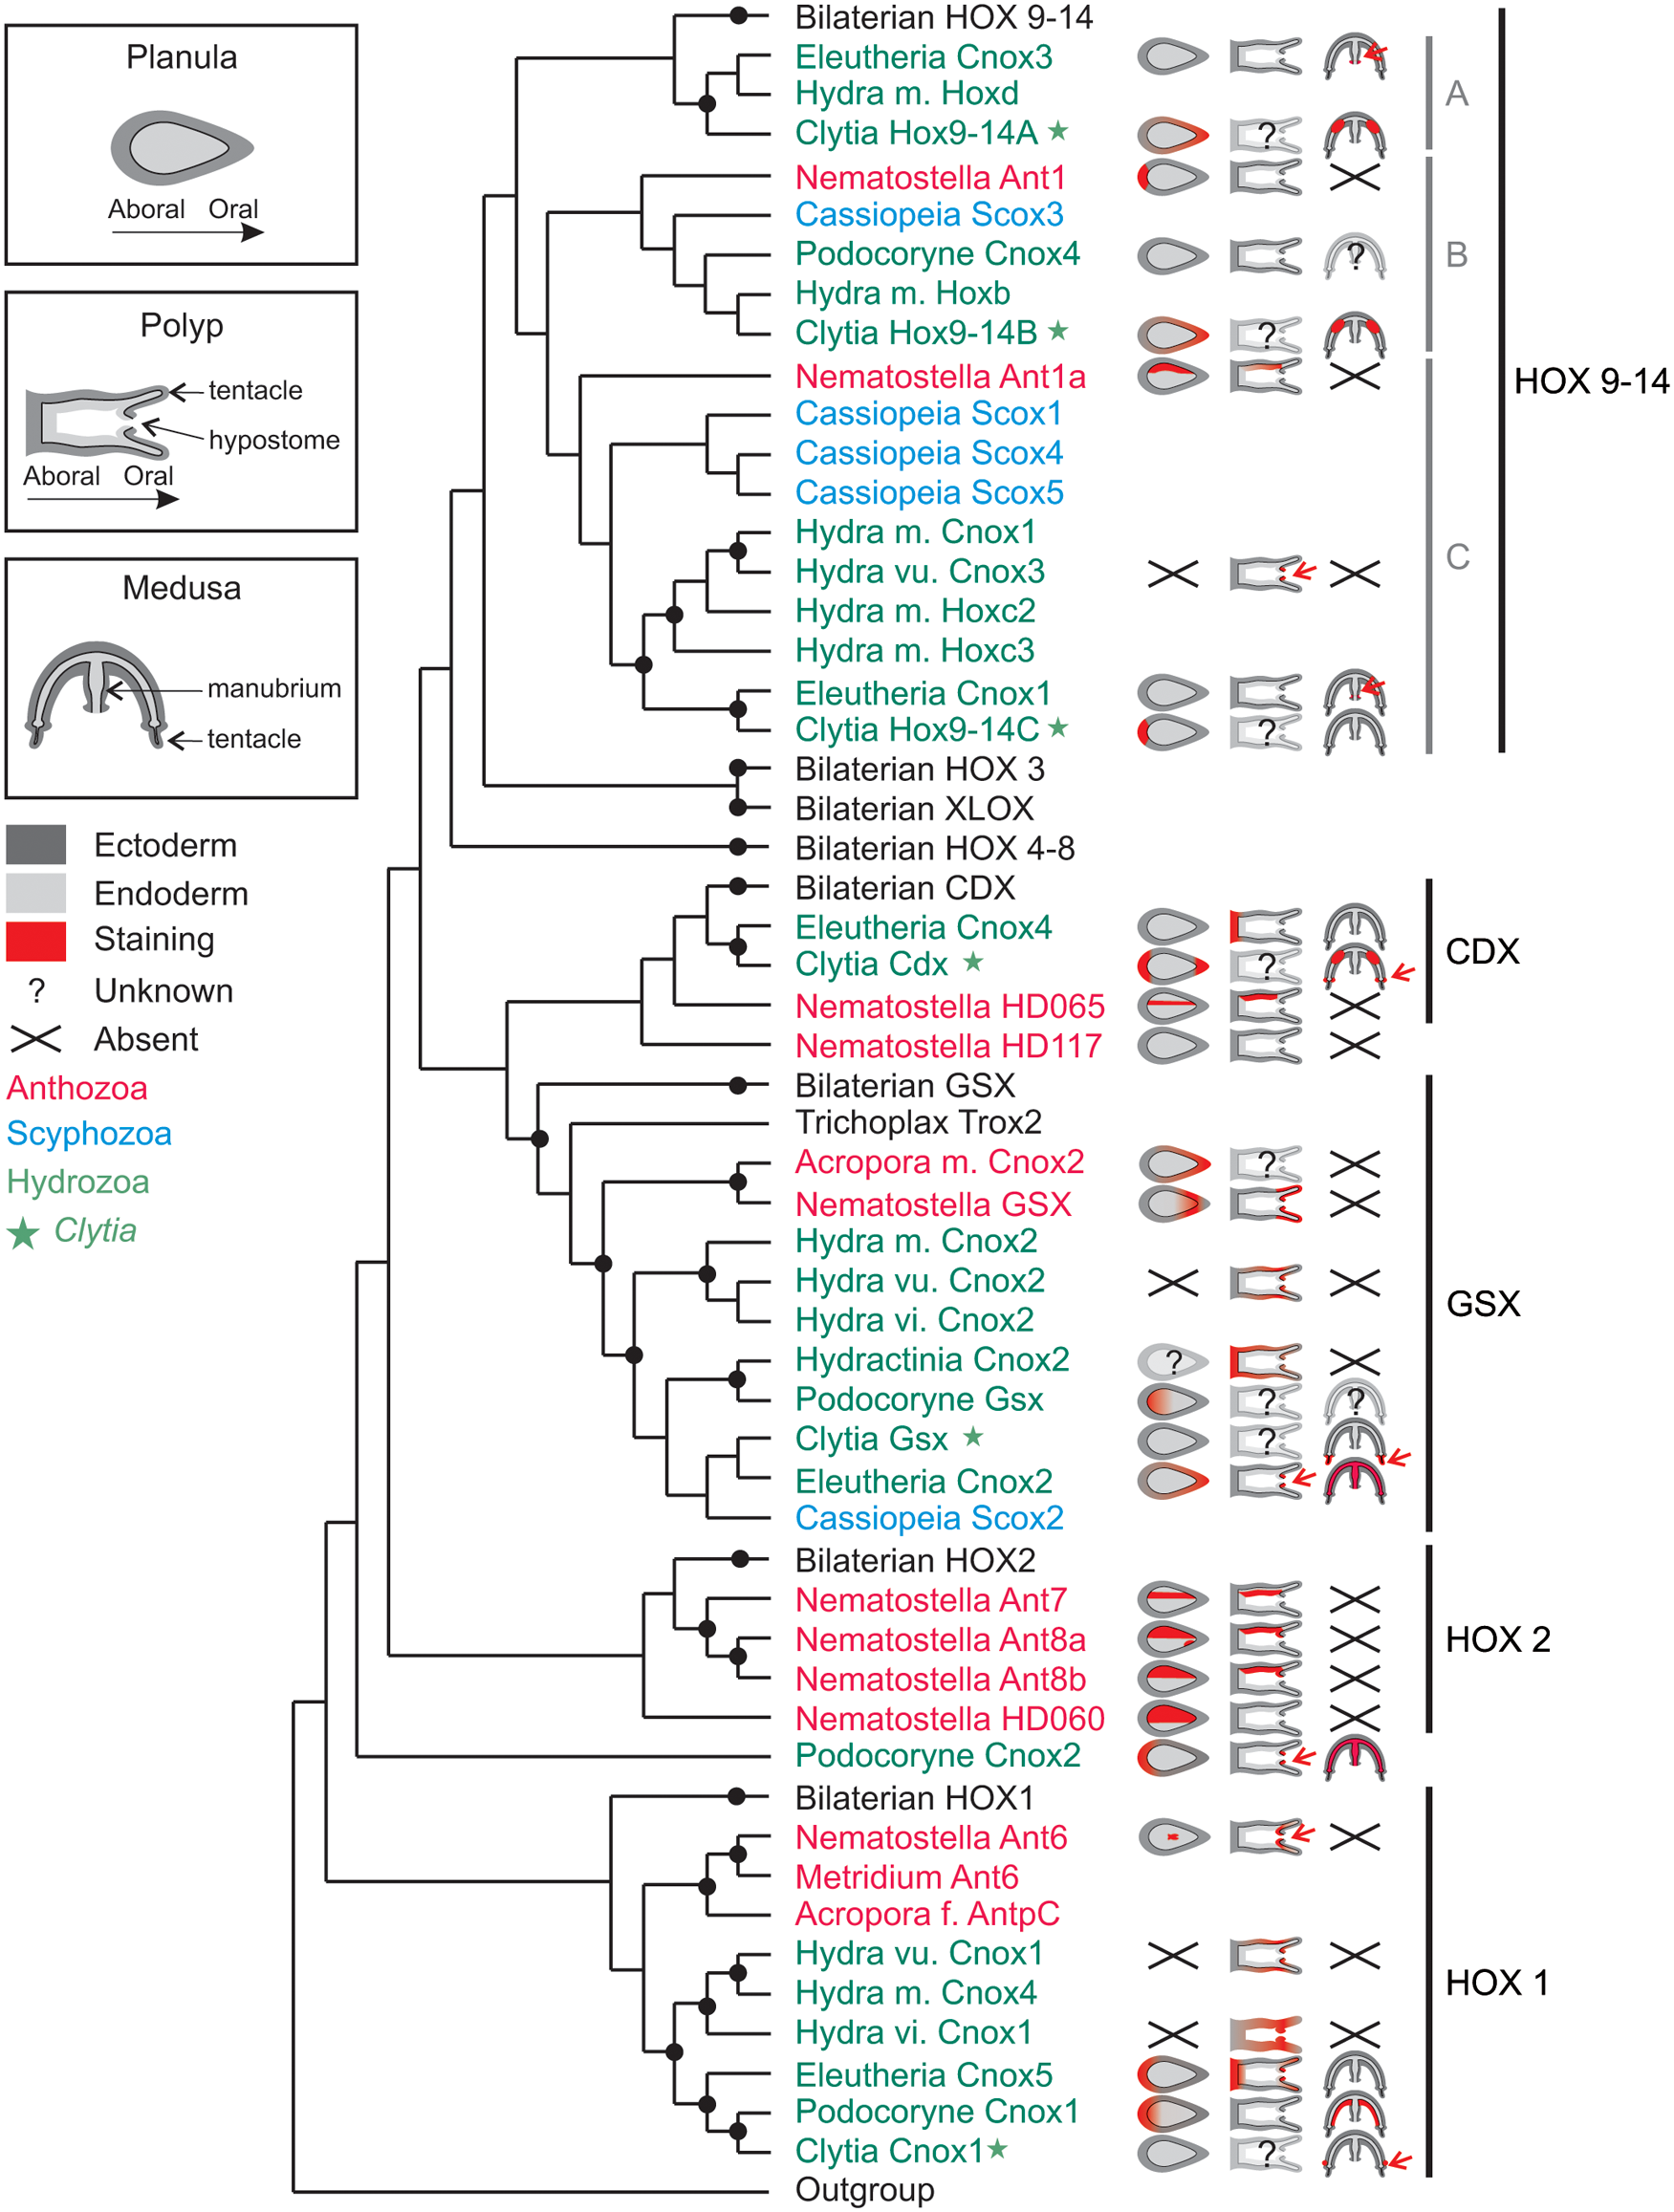 Planula
Aboral Oral
Polyp
tentacle
hypostome
Aboral Oral
Medusa
manubrium
tentacle
Ectoderm
Endoderm
Staining
? Unknown
Absent
Anthozoa
Scyphozoa
Hydrozoa
Clytia
Bilaterian HOX 9-14
Eleutheria Cnox3
Hydra m. Hoxd
Clytia Hox9-14A ?
Nematostella Ant1
Cassiopeia Scox3
Podocoryne Cnox4 ?
Hydra m. Hoxb
Clytia Hox9-14B ?
Nematostella Ant1a
Cassiopeia Scox1
Cassiopeia Scox4
Cassiopeia Scox5
Hydra m. Cnox1
Hydra vu. Cnox3
Hydra m. Hoxc2
Hydra m. Hoxc3
Eleutheria Cnox1
Clytia Hox9-14C ?
Bilaterian HOX 3
Bilaterian XLOX
Bilaterian HOX 4-8
Bilaterian CDX
Eleutheria Cnox4
Clytia Cdx ?
Nematostella HD065
Nematostella HD117
Bilaterian GSX
Trichoplax Trox2
Acropora m. Cnox2 ?
Nematostella GSX
Hydra m. Cnox2
Hydra vu. Cnox2
Hydra vi. Cnox2
Hydractinia Cnox2 ?
Podocoryne Gsx ? ?
Clytia Gsx ?
Eleutheria Cnox2
Cassiopeia Scox2
Bilaterian HOX2
Nematostella Ant7
Nematostella Ant8a
Nematostella Ant8b
Nematostella HD060
Podocoryne Cnox2
Bilaterian HOX1
Nematostella Ant6
Metridium Ant6
Acropora f. AntpC
Hydra vu. Cnox1
Hydra m. Cnox4
Hydra vi. Cnox1
Eleutheria Cnox5
Podocoryne Cnox1
Clytia Cnox1 ?
Outgroup
A
B
C
HOX 9-14
CDX
GSX
HOX 2
HOX 1